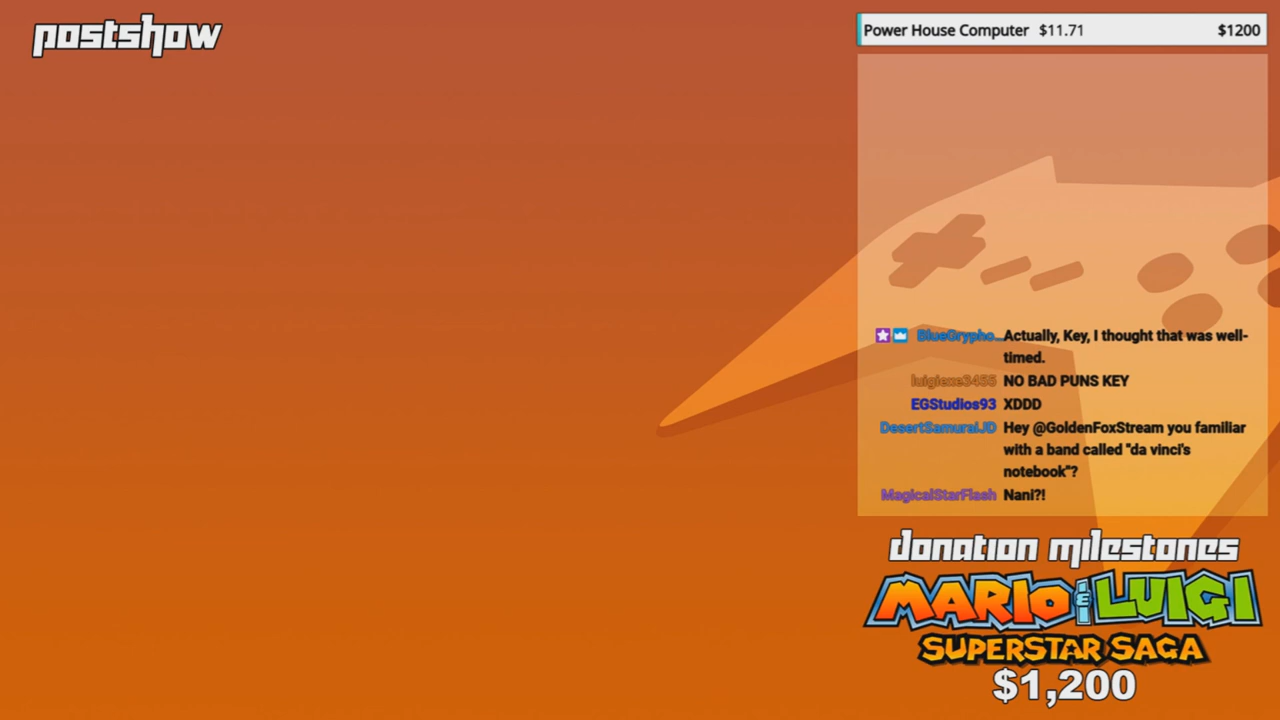 postshow
Power House Computer $11.71 $1200
BlueGrypho... Actually, Key, I thought that was well-
timed.
luigiexe3455 NO BAD PUNS KEY
EGStudios93 XDDD
DesertSamuraiJD Hey @GoldenFoxStream you familiar
with a band called "da vinci's
notebook"?
MagicalStarFlash Nani?!
donation milestones
MARIO & LUIGI
SUPERSTAR SAGA
$1,200